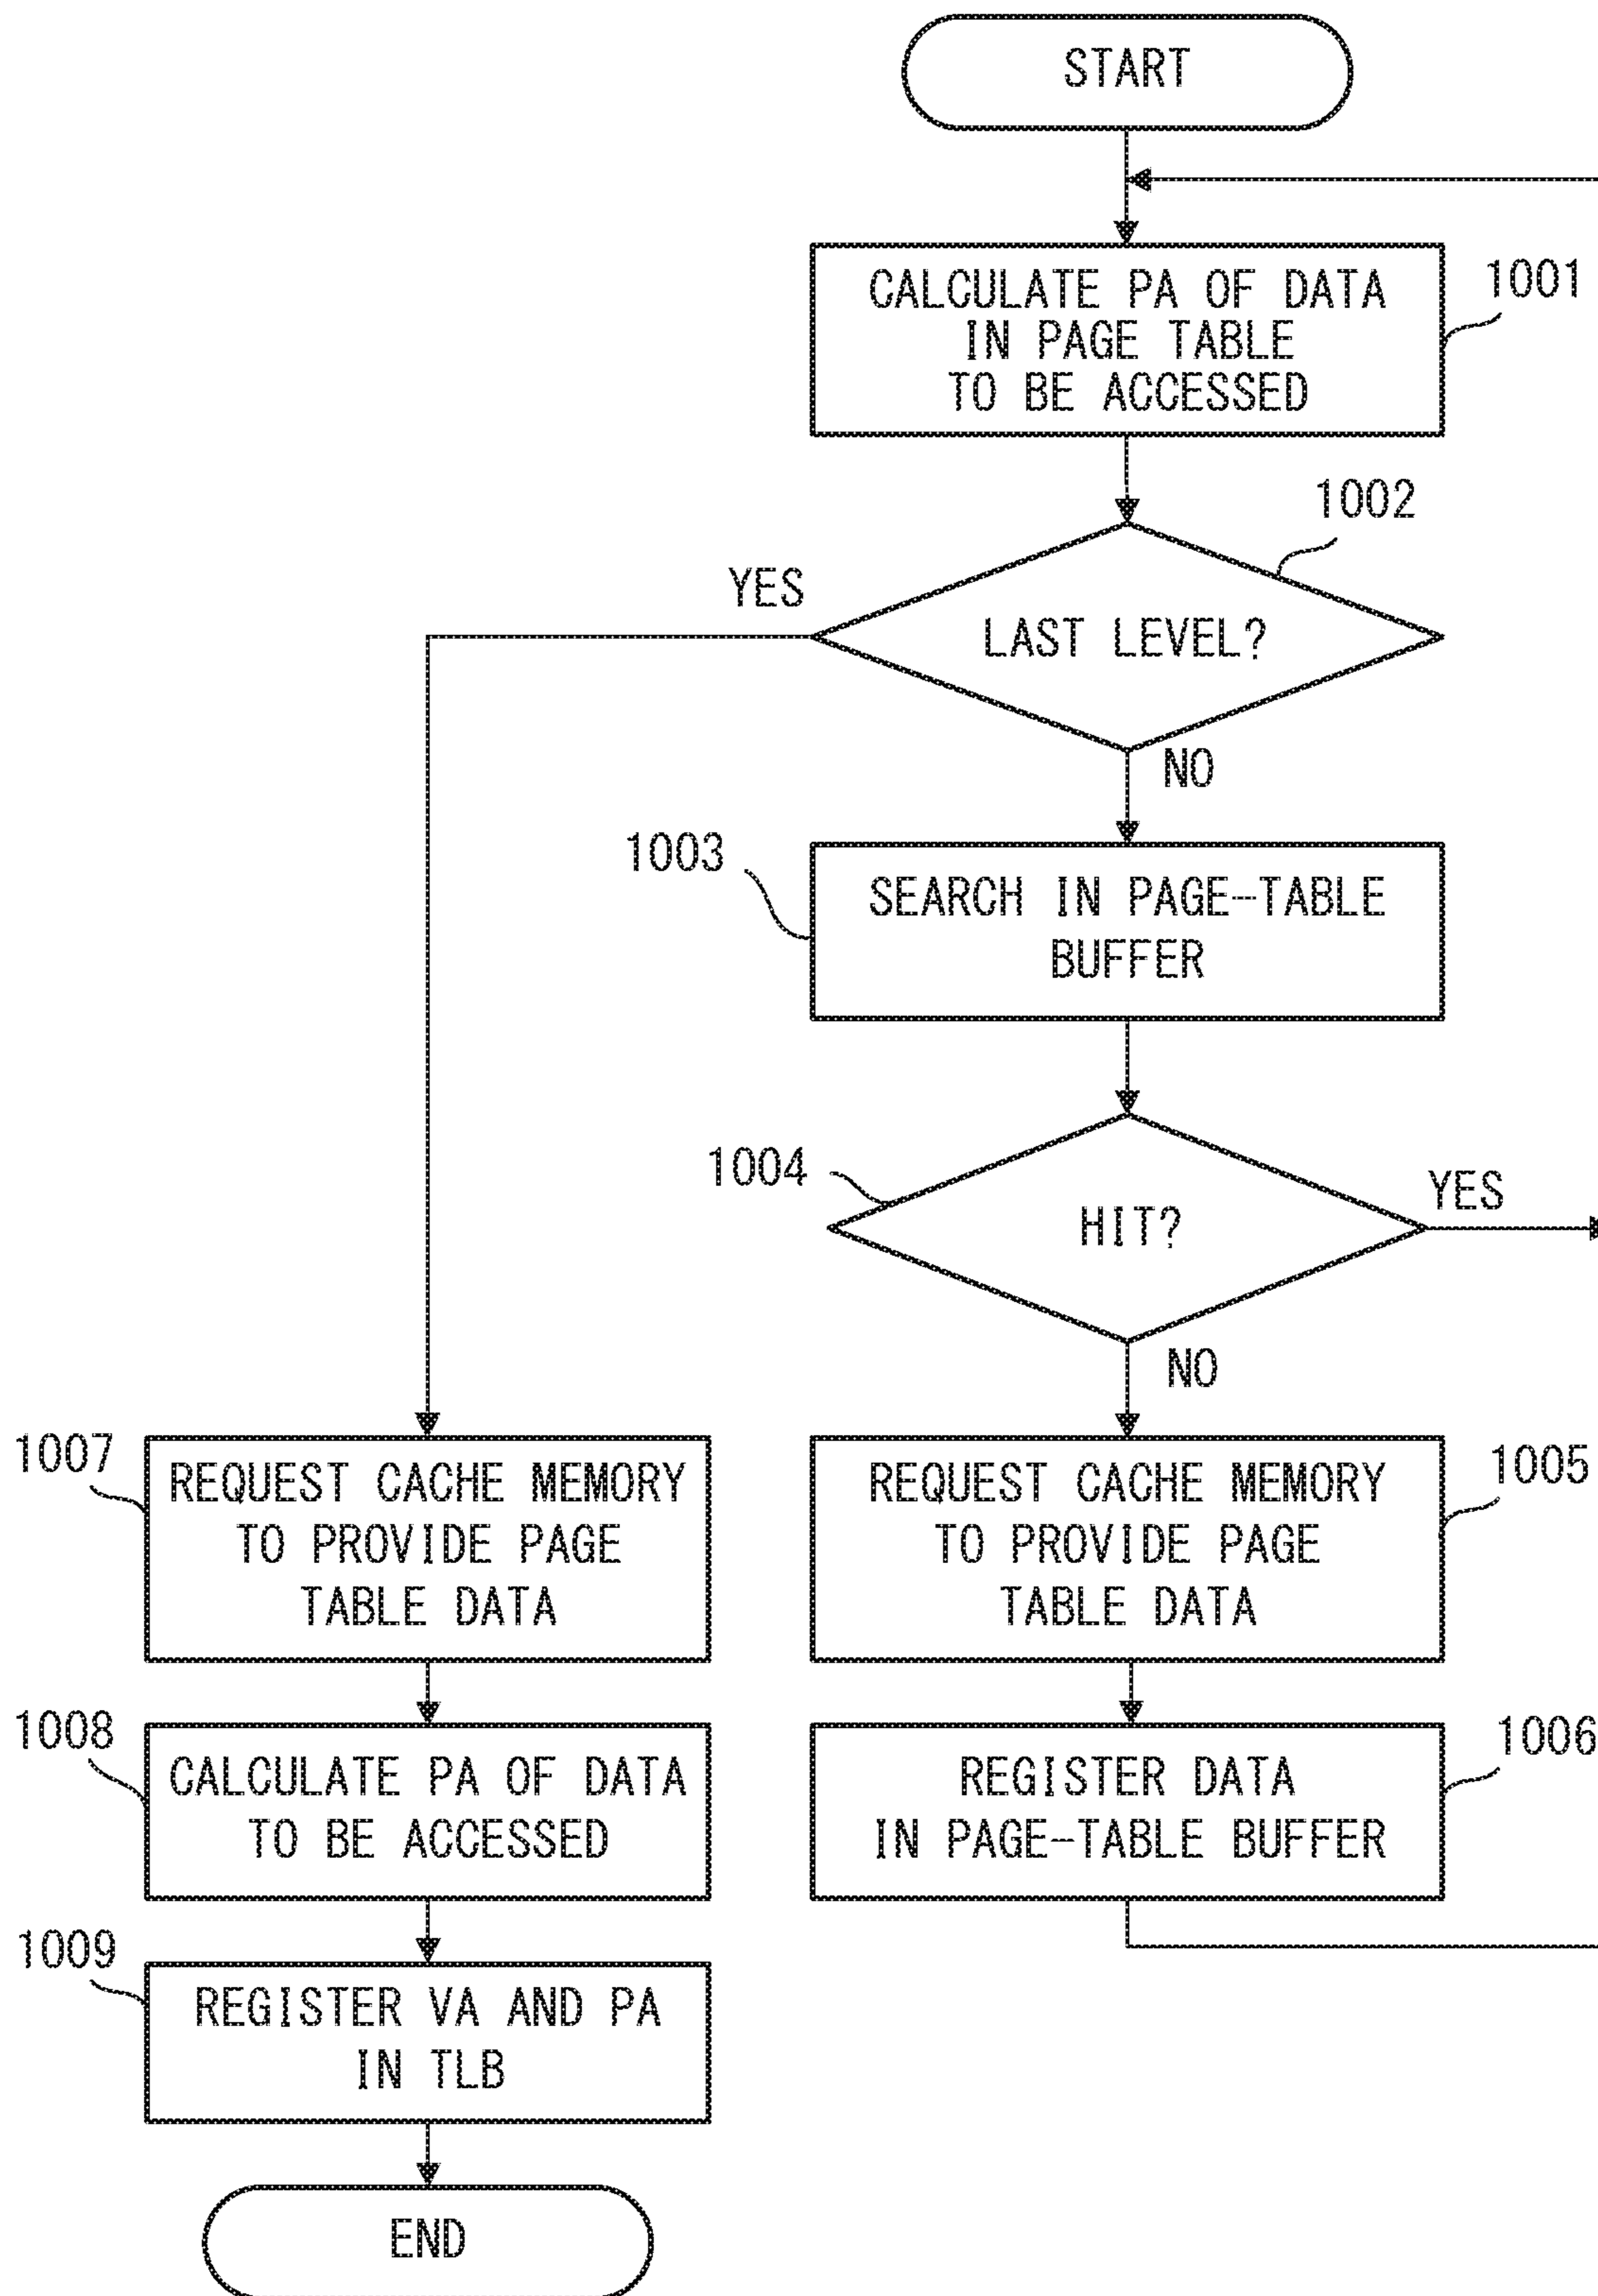 START
CALCULATE PA OF DATA
IN PAGE TABLE
TO BE ACCESSED
1001
1002
YES
LAST LEVEL?
NO
1003
SEARCH IN PAGE-TABLE
BUFFER
1004
HIT?
YES
NO
1007
REQUEST CACHE MEMORY
TO PROVIDE PAGE
TABLE DATA
REQUEST CACHE MEMORY
TO PROVIDE PAGE
TABLE DATA
1005
1008
CALCULATE PA OF DATA
TO BE ACCESSED
REGISTER DATA
IN PAGE-TABLE BUFFER
1006
1009
REGISTER VA AND PA
IN TLB
END